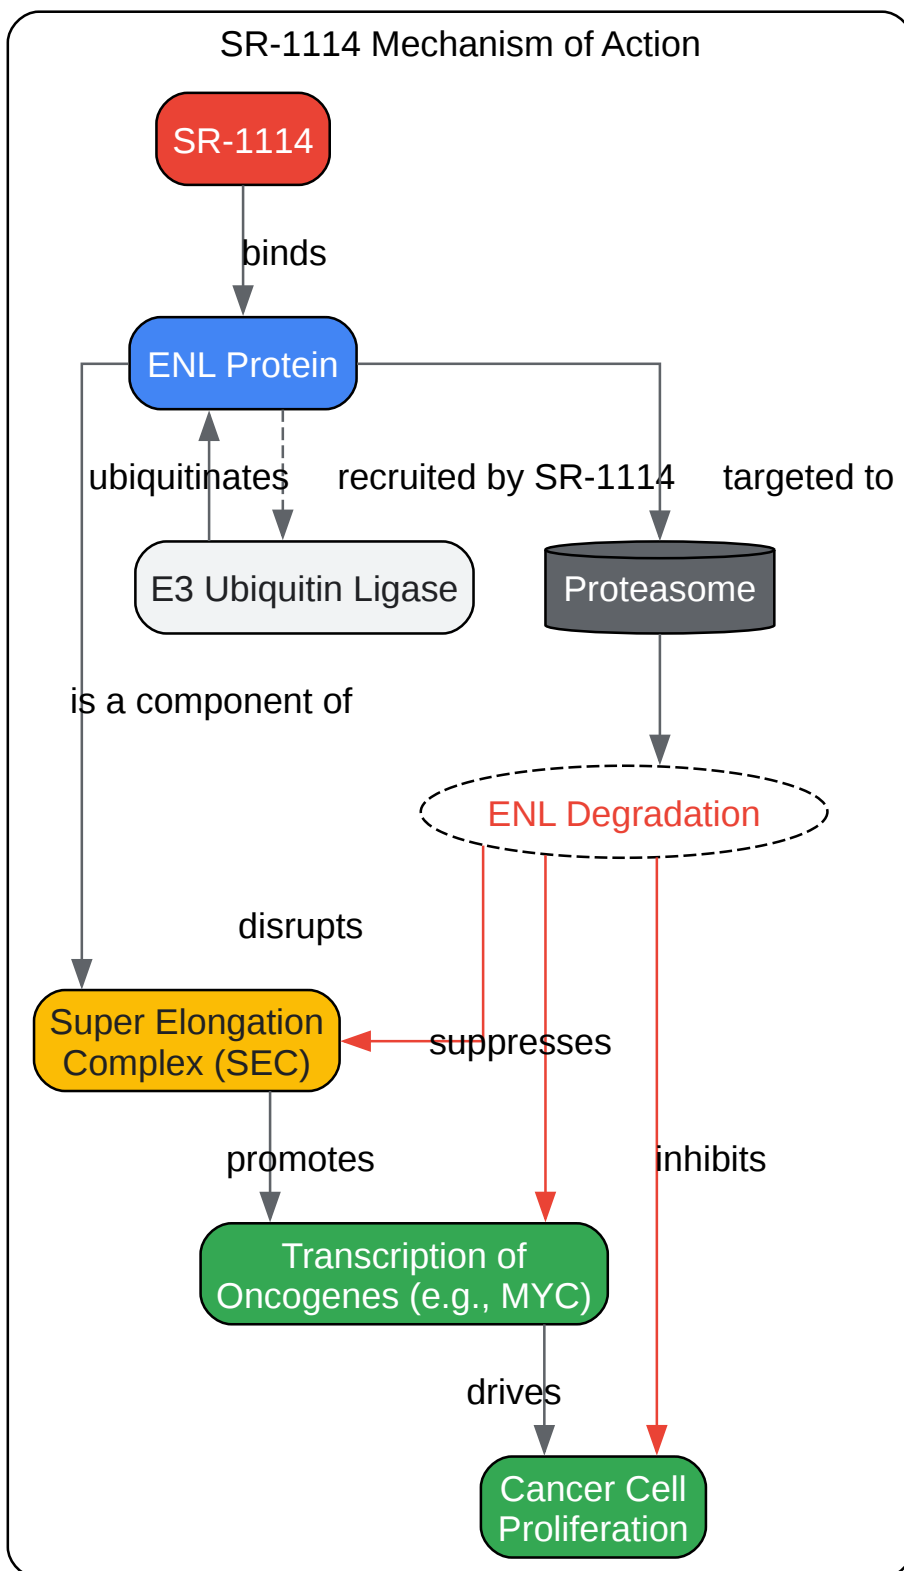 SR-1114 Mechanism of Action
SR-1114
binds
ENL Protein
ubiquitinates
recruited by SR-1114
targeted to
E3 Ubiquitin Ligase
Proteasome
is a component of
ENL Degradation
disrupts
Super Elongation
Complex (SEC)
suppresses
promotes
inhibits
Transcription of
Oncogenes (e.g., MYC)
drives
Cancer Cell
Proliferation